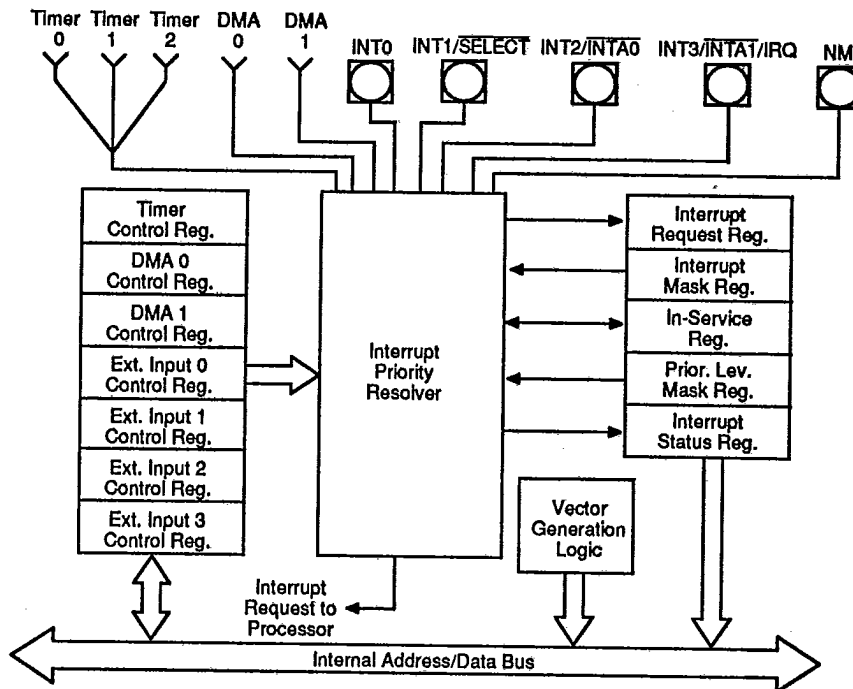 Timer 0
Timer 1
Timer 2
DMA 0
DMA 1
INT0
INT1/SELECT
INT2/INTA0
INT3/INTA1/IRQ
NM
Timer
Control Reg.
DMA 0
Control Reg.
DMA 1
Control Reg.
Ext. Input 0
Control Reg.
Ext. Input 1
Control Reg.
Ext. Input 2
Control Reg.
Ext. Input 3
Control Reg.
Interrupt
Priority
Resolver
Interrupt
Request Reg.
Interrupt
Mask Reg.
In-Service
Reg.
Prior. Lev.
Mask Reg.
Interrupt
Status Reg.
Vector
Generation
Logic
Interrupt
Request to
Processor
Internal Address/Data Bus